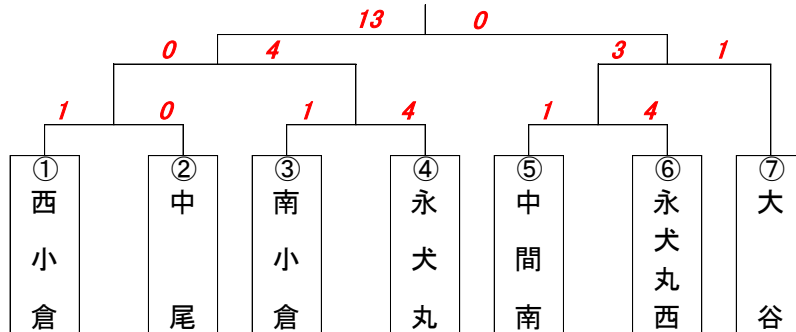 13 0
0 4 3 1
1 0 1 4 1 4
① ② ③ ④ ⑤ ⑥ ⑦
西小倉
中尾
南小倉
永犬丸
中間南
永犬丸西
大谷